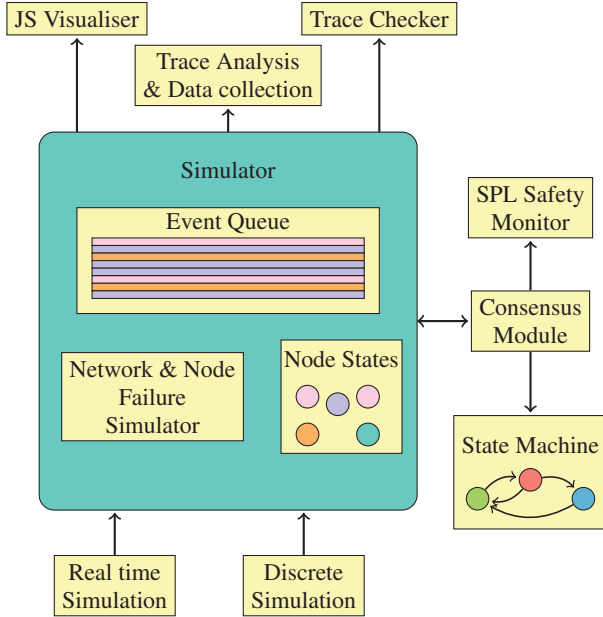 JS Visualiser
Trace Checker
Trace Analysis
& Data collection
Simulator
Event Queue
SPL Safety
Monitor
Consensus
Module
Network & Node
Failure
Simulator
Node States
State Machine
Real time
Simulation
Discrete
Simulation